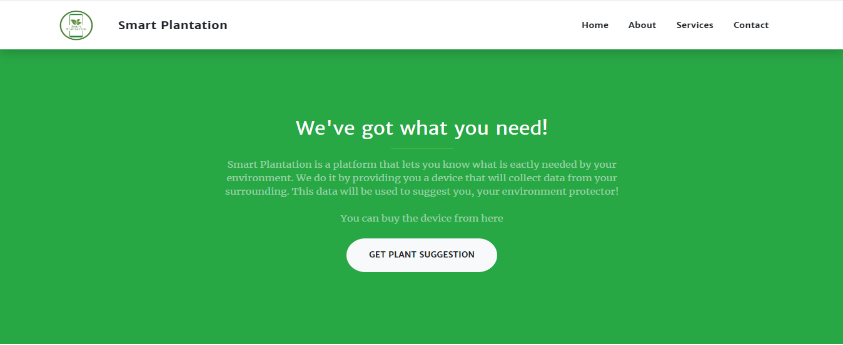 Smart Plantation
Home About Services Contact
We've got what you need!
Smart Plantation is a platform that lets you know what is eactly needed by your
environment. We do it by providing you a device that will collect data from your
surrounding. This data will be used to suggest you, your environment protector!
You can buy the device from here
GET PLANT SUGGESTION